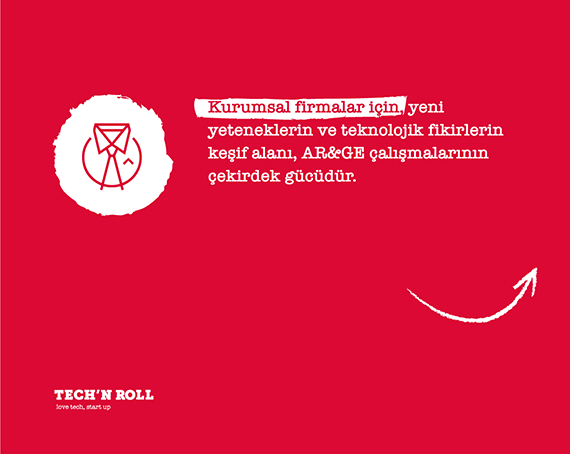 Kurumsal firmalar için, yeni
yeteneklerin ve teknolojik fikirlerin
keşif alanı, AR&GE çalışmalarının
çekirdek gücüdür.
TECH'N ROLL
love tech, start up